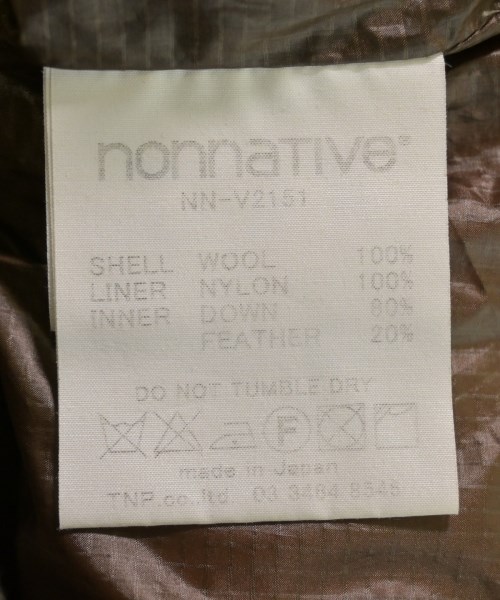 nonnative®
NN-V2151
SHELL WOOL 100%
LINER NYLON 100%
INNER DOWN 80%
FEATHER 20%
DO NOT TUMBLE DRY
F
made in Japan
TNP.co.ltd. 03 3464 8545